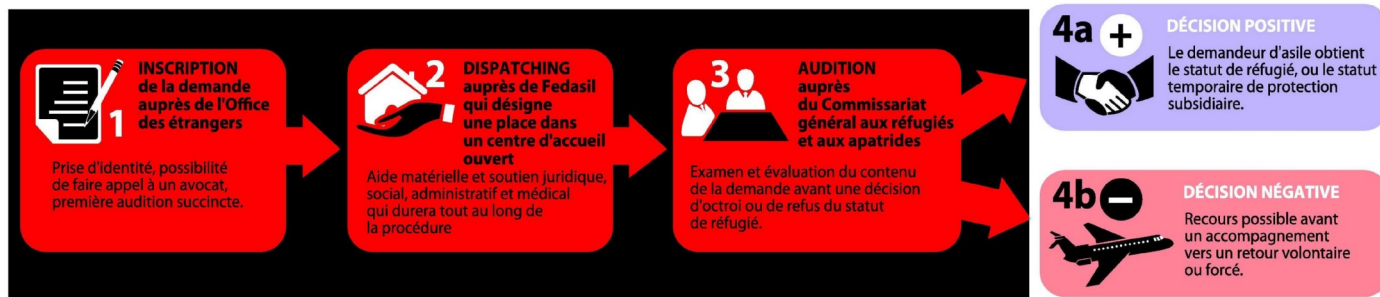 1
INSCRIPTION
de la demande
auprès de l'Office
des étrangers
Prise d'identité, possibilité
de faire appel à un avocat,
première audition succincte.
2
DISPATCHING
auprès de Fedasil
qui désigne
une place dans
un centre d'accueil
ouvert
Aide matérielle et soutien juridique,
social, administratif et médical
qui durera tout au long de
la procédure
3
AUDITION
auprès
du Commissariat
général aux réfugiés
et aux apatrides
Examen et évaluation du contenu
de la demande avant une décision
d'octroi ou de refus du statut
de réfugié.
4a +
DÉCISION POSITIVE
Le demandeur d'asile obtient
le statut de réfugié, ou le statut
temporaire de protection
subsidiaire.
4b −
DÉCISION NÉGATIVE
Recours possible avant
un accompagnement
vers un retour volontaire
ou forcé.